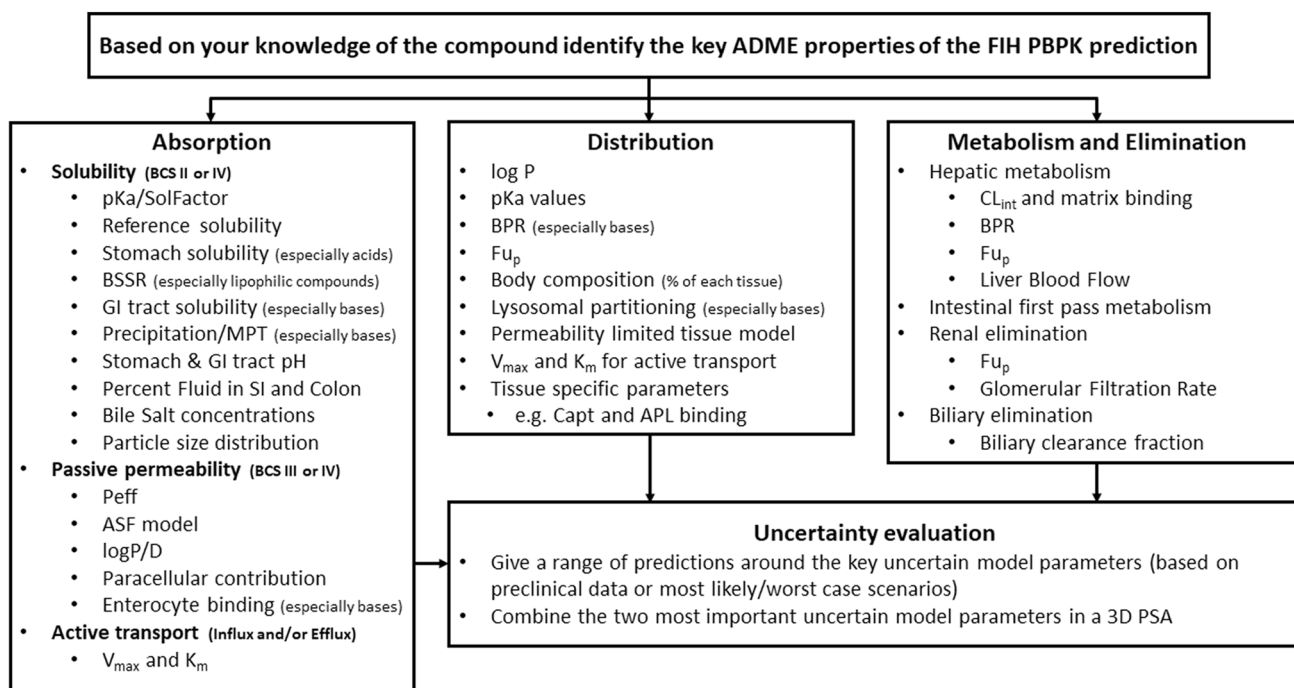 Based on your knowledge of the compound identify the key ADME properties of the FIH PBPK prediction
Absorption
• Solubility (BCS II or IV)
• pKa/SolFactor
• Reference solubility
• Stomach solubility (especially acids)
• BSSR (especially lipophilic compounds)
• GI tract solubility (especially bases)
• Precipitation/MPT (especially bases)
• Stomach & GI tract pH
• Percent Fluid in SI and Colon
• Bile Salt concentrations
• Particle size distribution
• Passive permeability (BCS III or IV)
• Peff
• ASF model
• logP/D
• Paracellular contribution
• Enterocyte binding (especially bases)
• Active transport (Influx and/or Efflux)
• Vmax and Km
Distribution
• log P
• pKa values
• BPR (especially bases)
• Fup
• Body composition (% of each tissue)
• Lysosomal partitioning (especially bases)
• Permeability limited tissue model
• Vmax and Km for active transport
• Tissue specific parameters
• e.g. Capt and APL binding
Metabolism and Elimination
• Hepatic metabolism
• CLint and matrix binding
• BPR
• Fup
• Liver Blood Flow
• Intestinal first pass metabolism
• Renal elimination
• Fup
• Glomerular Filtration Rate
• Biliary elimination
• Biliary clearance fraction
Uncertainty evaluation
• Give a range of predictions around the key uncertain model parameters (based on
preclinical data or most likely/worst case scenarios)
• Combine the two most important uncertain model parameters in a 3D PSA